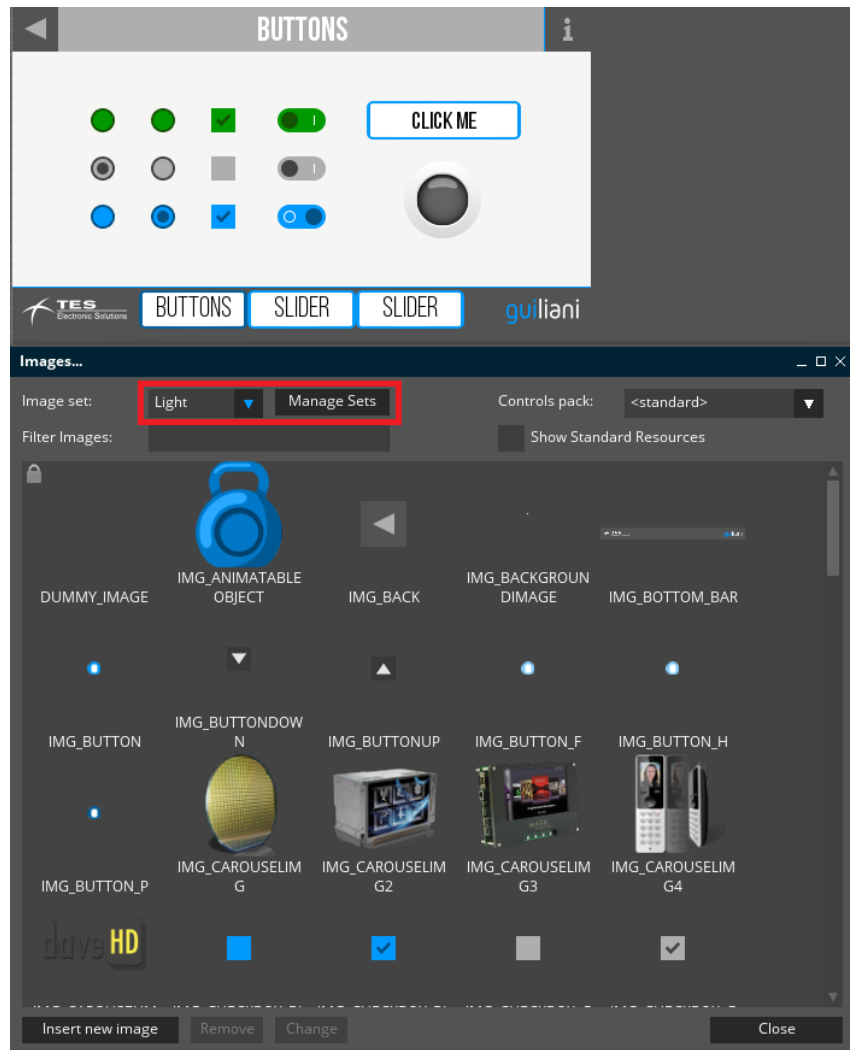 BUTTONS
i
CLICK ME
TES
Electronic Solutions
BUTTONS
SLIDER
SLIDER
guiliani
Images...
Image set:
Light
Manage Sets
Controls pack:
<standard>
Filter Images:
Show Standard Resources
DUMMY_IMAGE
IMG_ANIMATABLE
OBJECT
IMG_BACK
IMG_BACKGROUN
DIMAGE
IMG_BOTTOM_BAR
IMG_BUTTON
IMG_BUTTONDOW
N
IMG_BUTTONUP
IMG_BUTTON_F
IMG_BUTTON_H
IMG_BUTTON_P
IMG_CAROUSELIM
G
IMG_CAROUSELIM
G2
IMG_CAROUSELIM
G3
IMG_CAROUSELIM
G4
dave HD
Insert new image
Remove
Change
Close